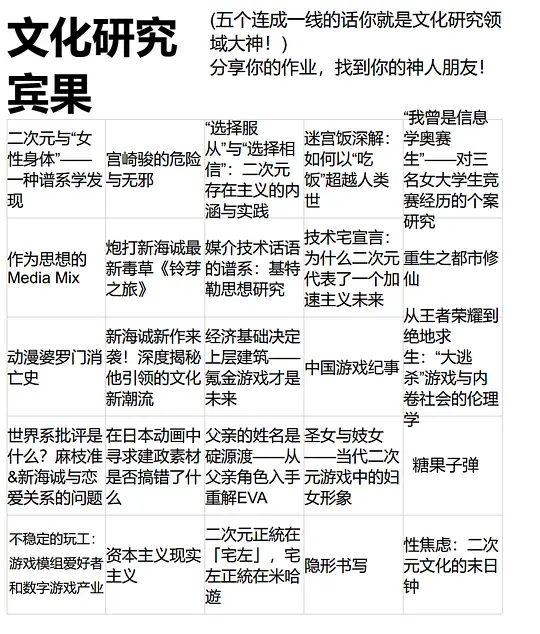 文化研究
宾果
(五个连成一线的话你就是文化研究领
域大神！)
分享你的作业，找到你的神人朋友！
二次元与“女
性身体”——
一种谱系学发
现
宫崎骏的危险
与无邪
“选择服
从”与“选择相
信”：二次元
存在主义的内
涵与实践
迷宫饭深解：
如何以“吃
饭”超越人类
世
“我曾是信息
学奥赛
生”——对三
名女大学生竞
赛经历的个案
研究
作为思想的
Media Mix
炮打新海诚最
新毒草《铃芽
之旅》
媒介技术话语
的谱系：基特
勒思想研究
技术宅宣言：
为什么二次元
代表了一个加
速主义未来
重生之都市修
仙
动漫婆罗门消
亡史
新海诚新作来
袭！深度揭秘
他引领的文化
新潮流
经济基础决定
上层建筑——
氪金游戏才是
未来
中国游戏纪事
从王者荣耀到
绝地求
生：“大逃
杀”游戏与内
卷社会的伦理
学
世界系批评是
什么？麻枝准
&新海诚与恋
爱关系的问题
在日本动画中
寻求建政素材
是否搞错了什
么
父亲的姓名是
碇源渡——从
父亲角色入手
重解EVA
圣女与妓女
——当代二次
元游戏中的妇
女形象
糖果子弹
不稳定的玩工：
游戏模组爱好者
和数字游戏产业
资本主义现实
主义
二次元正統在
「宅左」，宅
左正統在米哈
遊
隐形书写
性焦虑：二次
元文化的末日
钟